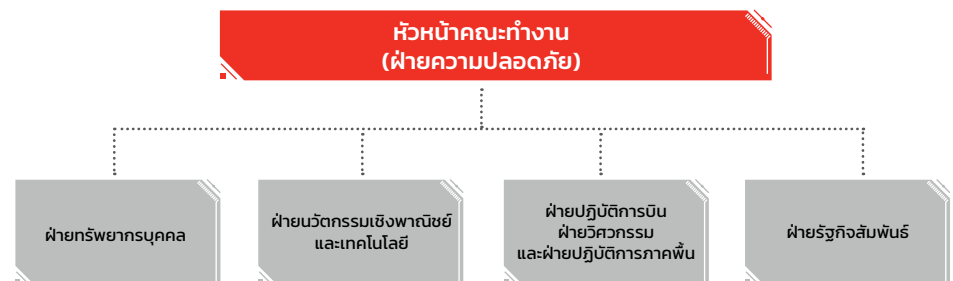 หัวหน้าคณะทำงาน
(ฝ่ายความปลอดภัย)
ฝ่ายทรัพยากรบุคคล
ฝ่ายนวัตกรรมเชิงพาณิชย์
และเทคโนโลยี
ฝ่ายปฏิบัติการบิน
ฝ่ายวิศวกรรม
และฝ่ายปฏิบัติการภาคพื้น
ฝ่ายรัฐกิจสัมพันธ์